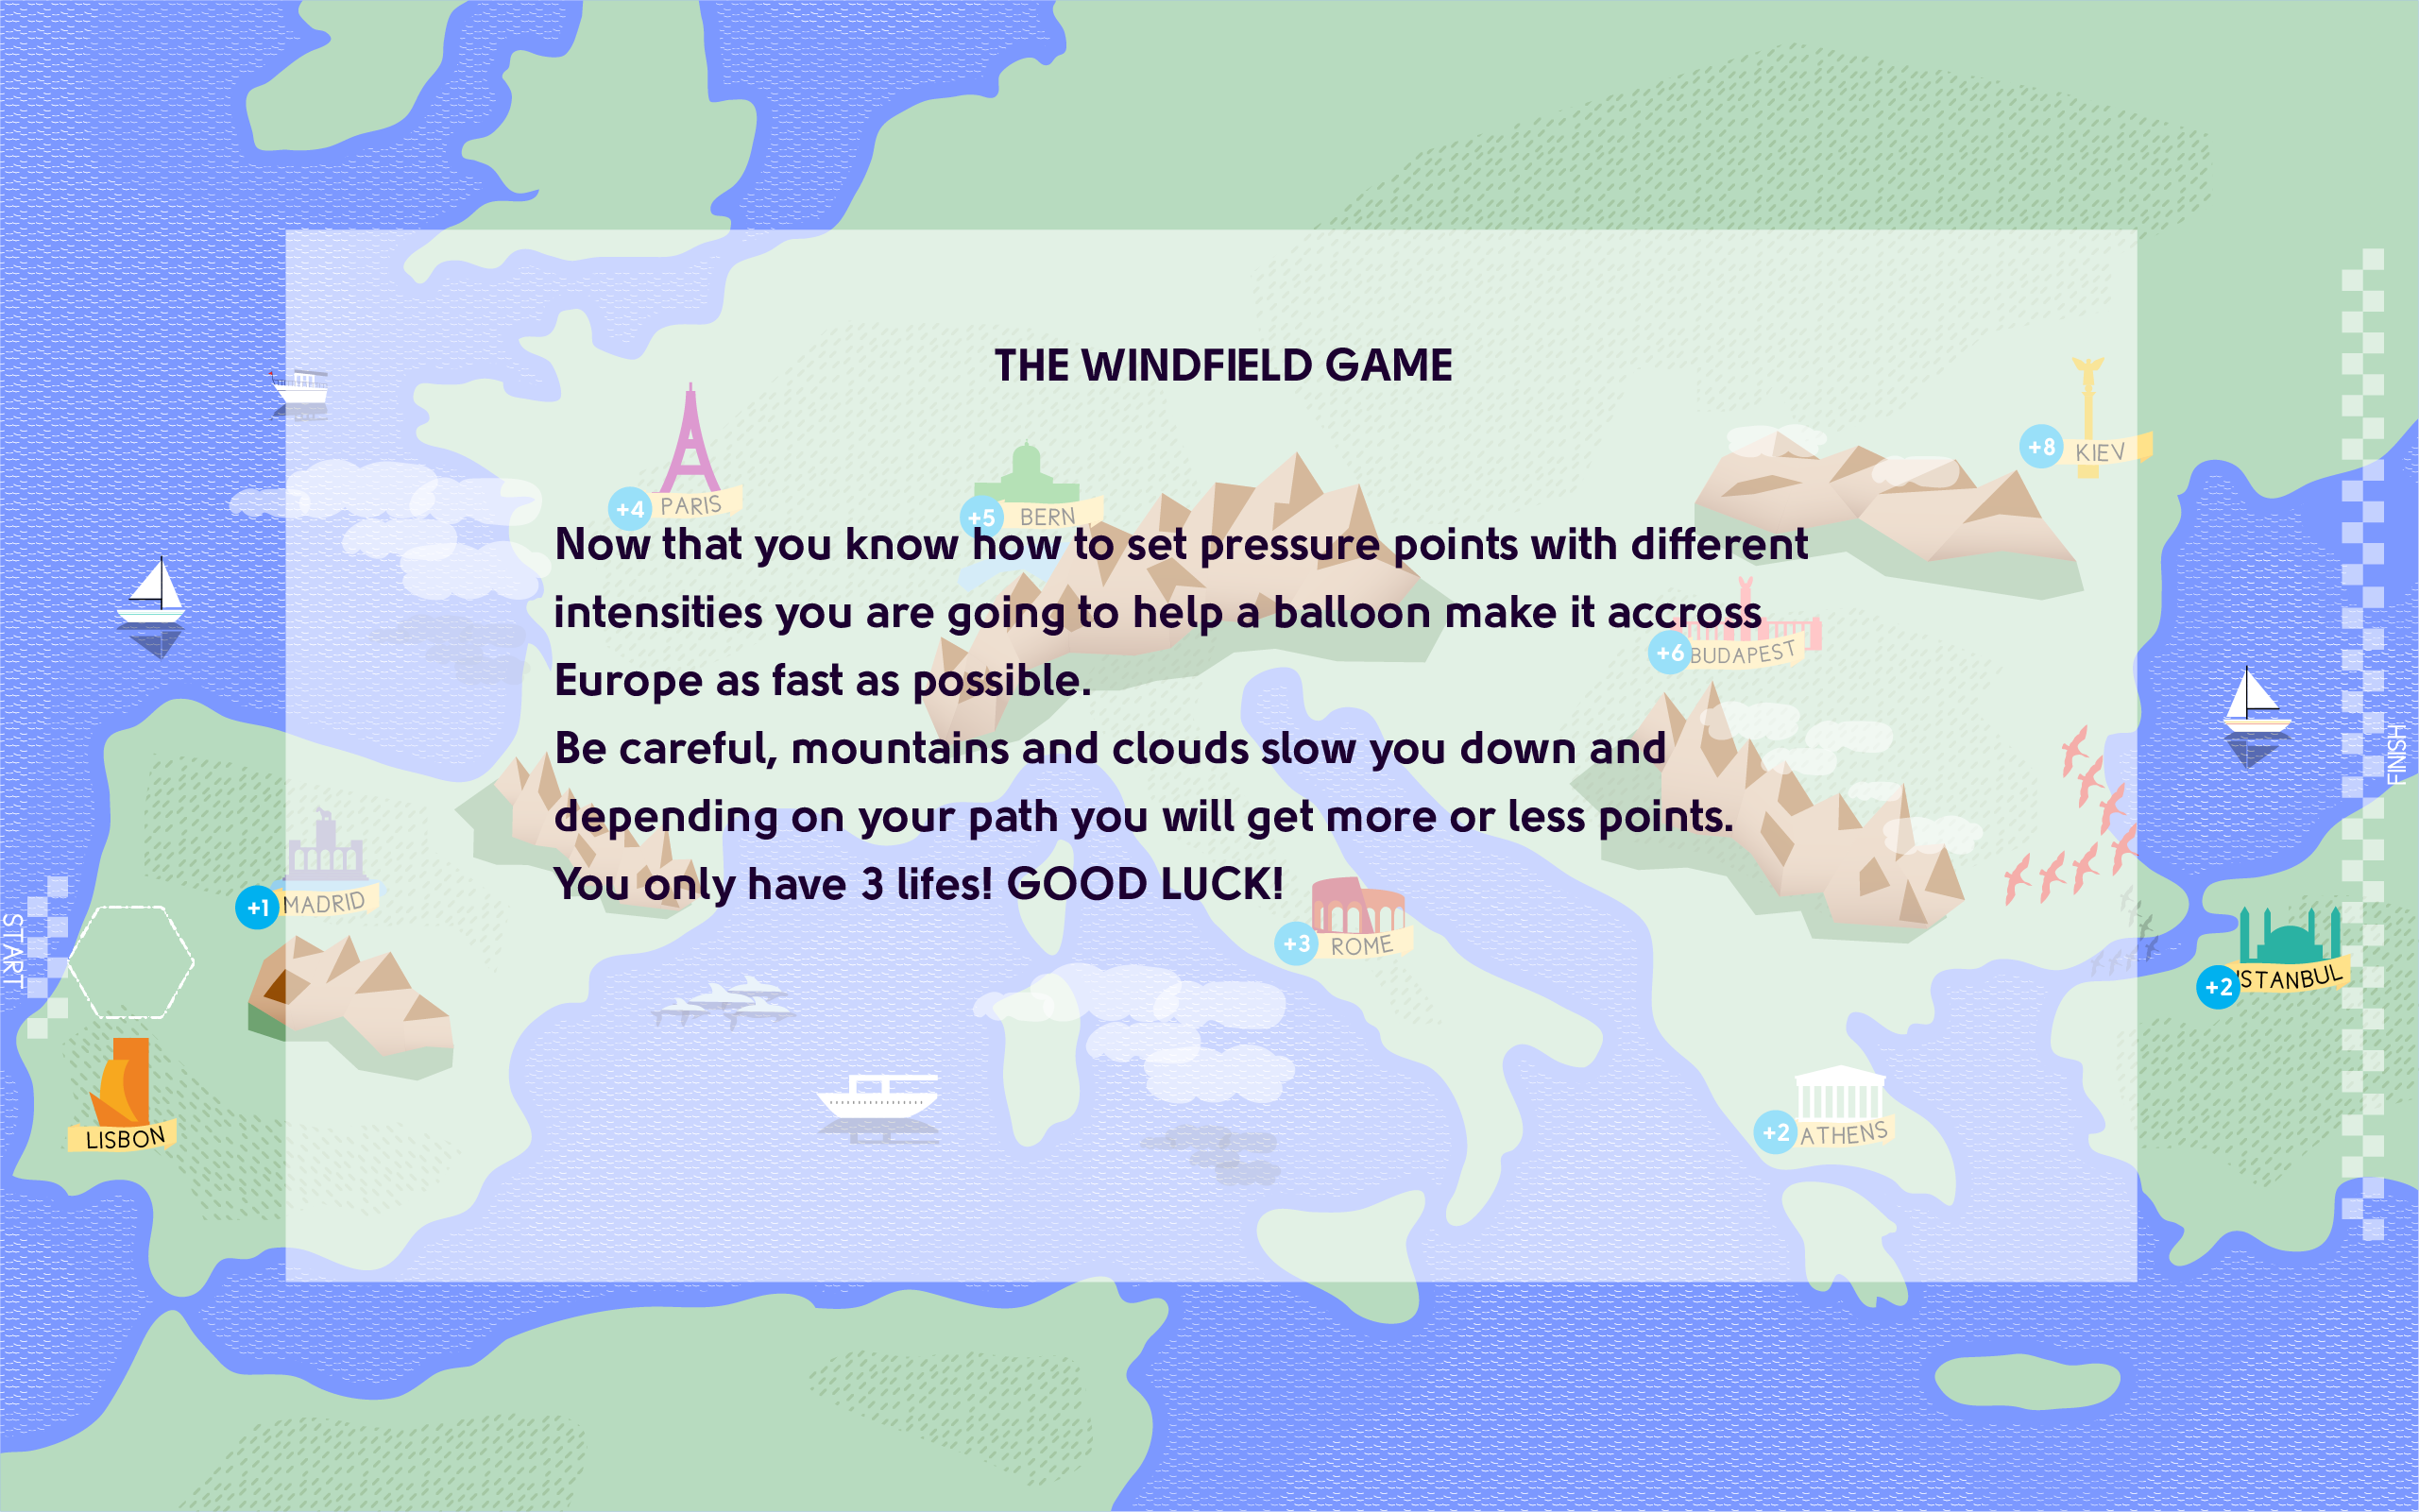 THE WINDFIELD GAME
+8 KIEV
+4 PARIS
+5 BERN
Now that you know how to set pressure points with different
intensities you are going to help a balloon make it accross
+6 BUDAPEST
Europe as fast as possible.
Be careful, mountains and clouds slow you down and
FINISH
depending on your path you will get more or less points.
You only have 3 lifes! GOOD LUCK!
+1 MADRID
START
+3 ROME
+2 ISTANBUL
+2 ATHENS
LISBON